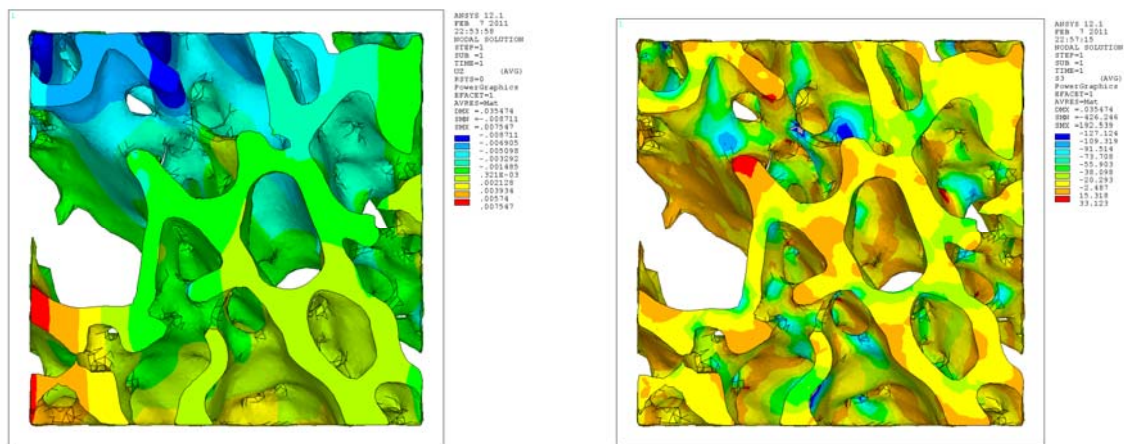 1
ANSYS 12.1
FEB 7 2011
22:53:58
NODAL SOLUTION
STEP=1
SUB =1
TIME=1
UZ (AVG)
RSYS=0
PowerGraphics
EFACET=1
AVRES=Mat
DMX =.035474
SMN =-.008711
SMX =.007547
-.008711
-.006905
-.005098
-.003292
-.001485
.321E-03
.002128
.003934
.00574
.007547
1
ANSYS 12.1
FEB 7 2011
22:57:15
NODAL SOLUTION
STEP=1
SUB =1
TIME=1
S3 (AVG)
PowerGraphics
EFACET=1
AVRES=Mat
DMX =.035474
SMN =-426.246
SMX =192.539
-127.124
-109.319
-91.514
-73.708
-55.903
-38.098
-20.293
-2.487
15.318
33.123